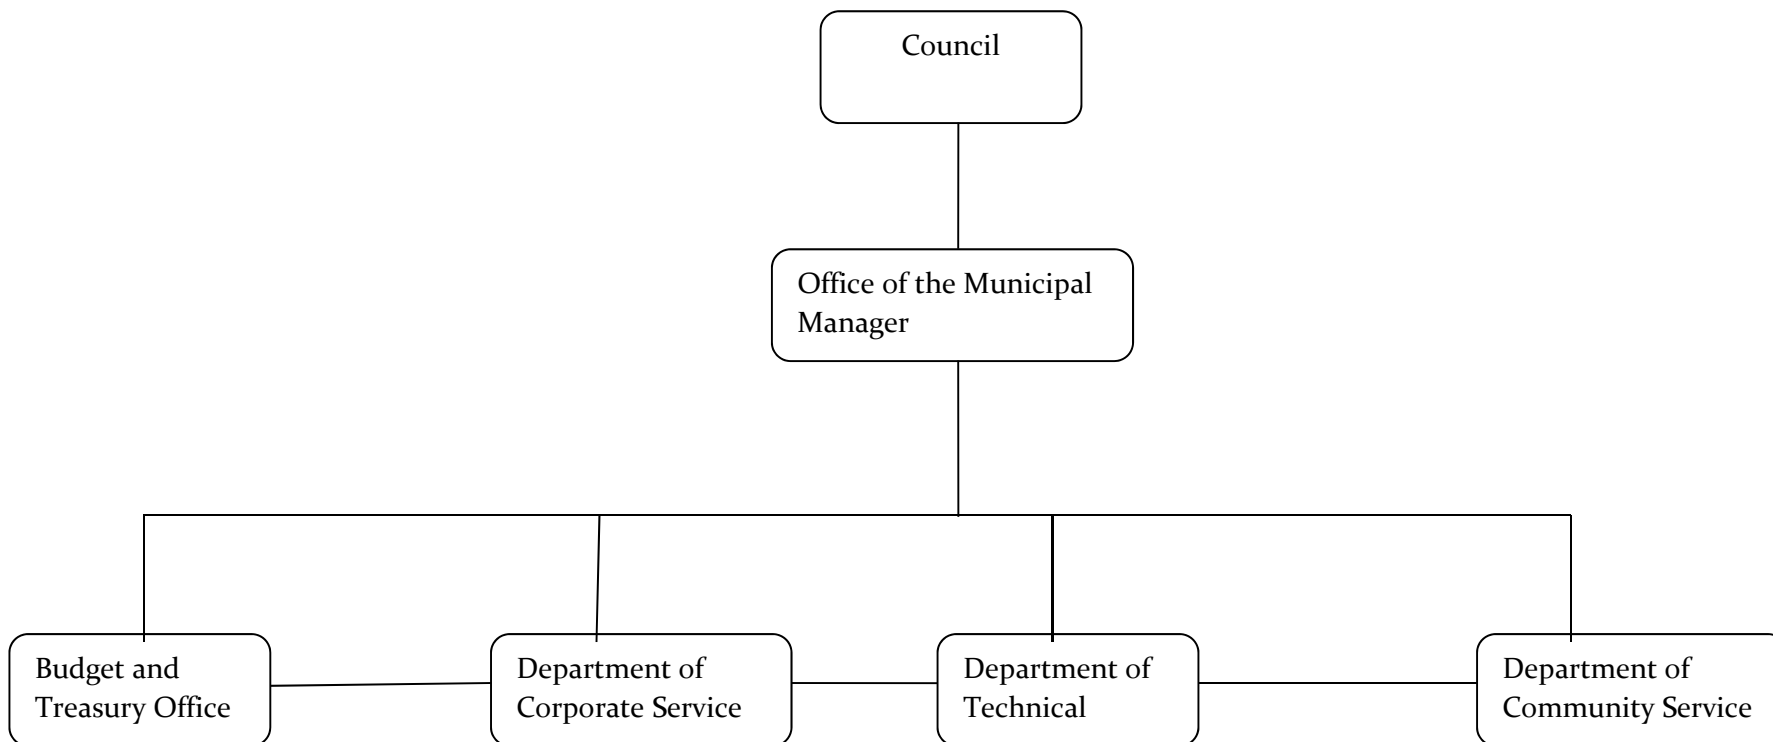 Council
Office of the Municipal
Manager
Budget and
Treasury Office
Department of
Corporate Service
Department of
Technical
Department of
Community Service